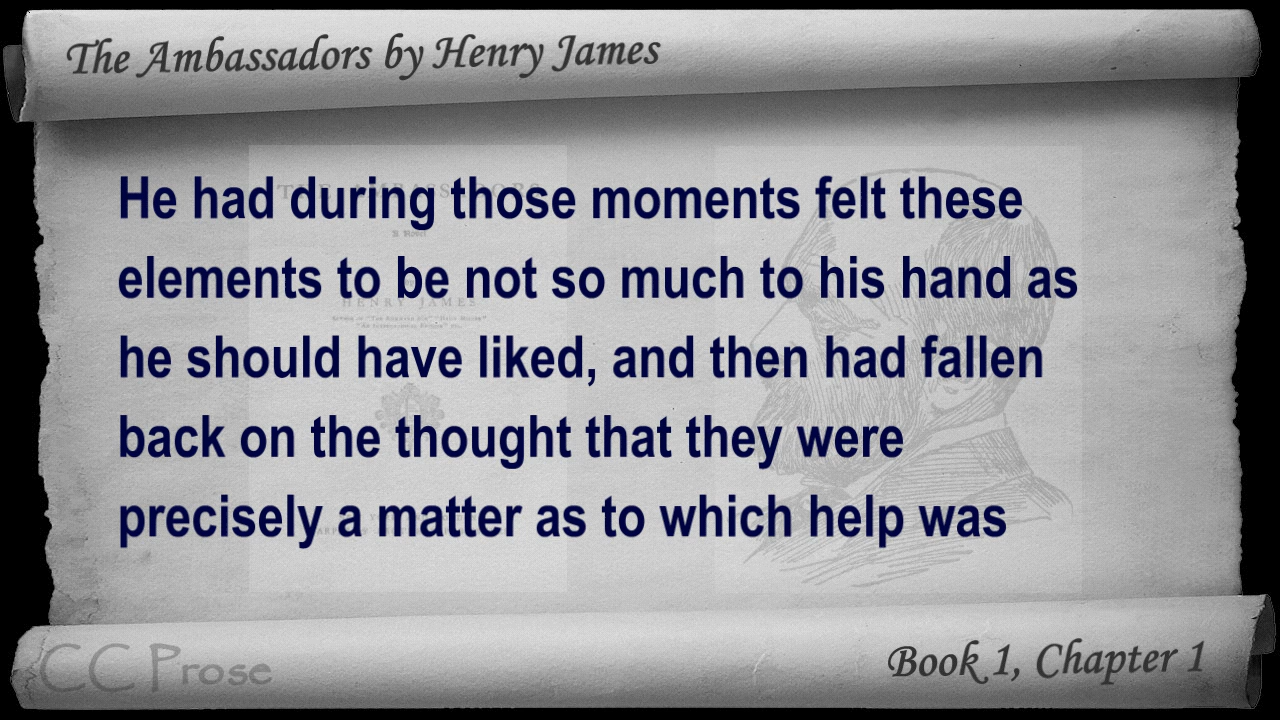 The Ambassadors by Henry James
He had during those moments felt these
elements to be not so much to his hand as
he should have liked, and then had fallen
back on the thought that they were
precisely a matter as to which help was
HENRY JAMES
CC Prose
Book 1, Chapter 1